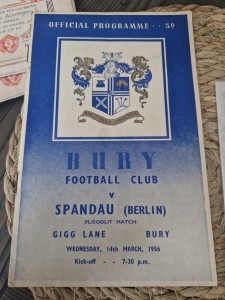 OFFICIAL PROGRAMME - - 3D
BURY
FOOTBALL CLUB
v
SPANDAU (BERLIN)
FLOODLIT MATCH
GIGG LANE BURY
WEDNESDAY, 14th MARCH, 1956
Kick-off - - 7-30 p.m.